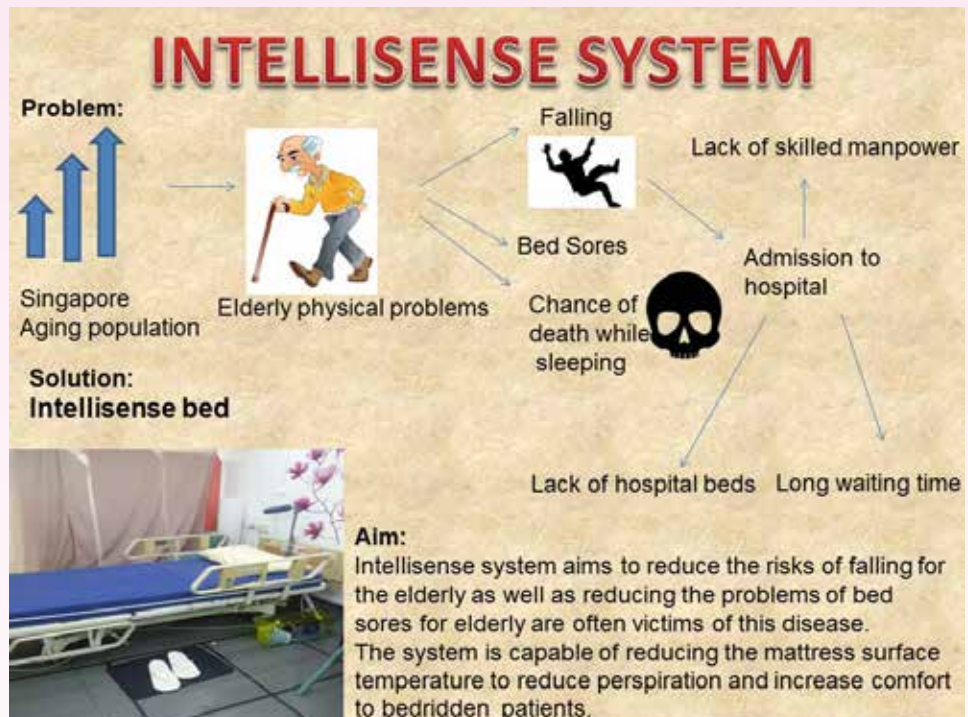 INTELLISENSE SYSTEM
Problem:
Singapore
Aging population
Elderly physical problems
Falling
Bed Sores
Chance of
death while
sleeping
Lack of skilled manpower
Admission to
hospital
Lack of hospital beds
Long waiting time
Solution:
Intellisense bed
Aim:
Intellisense system aims to reduce the risks of falling for
the elderly as well as reducing the problems of bed
sores for elderly are often victims of this disease.
The system is capable of reducing the mattress surface
temperature to reduce perspiration and increase comfort
to bedridden patients.